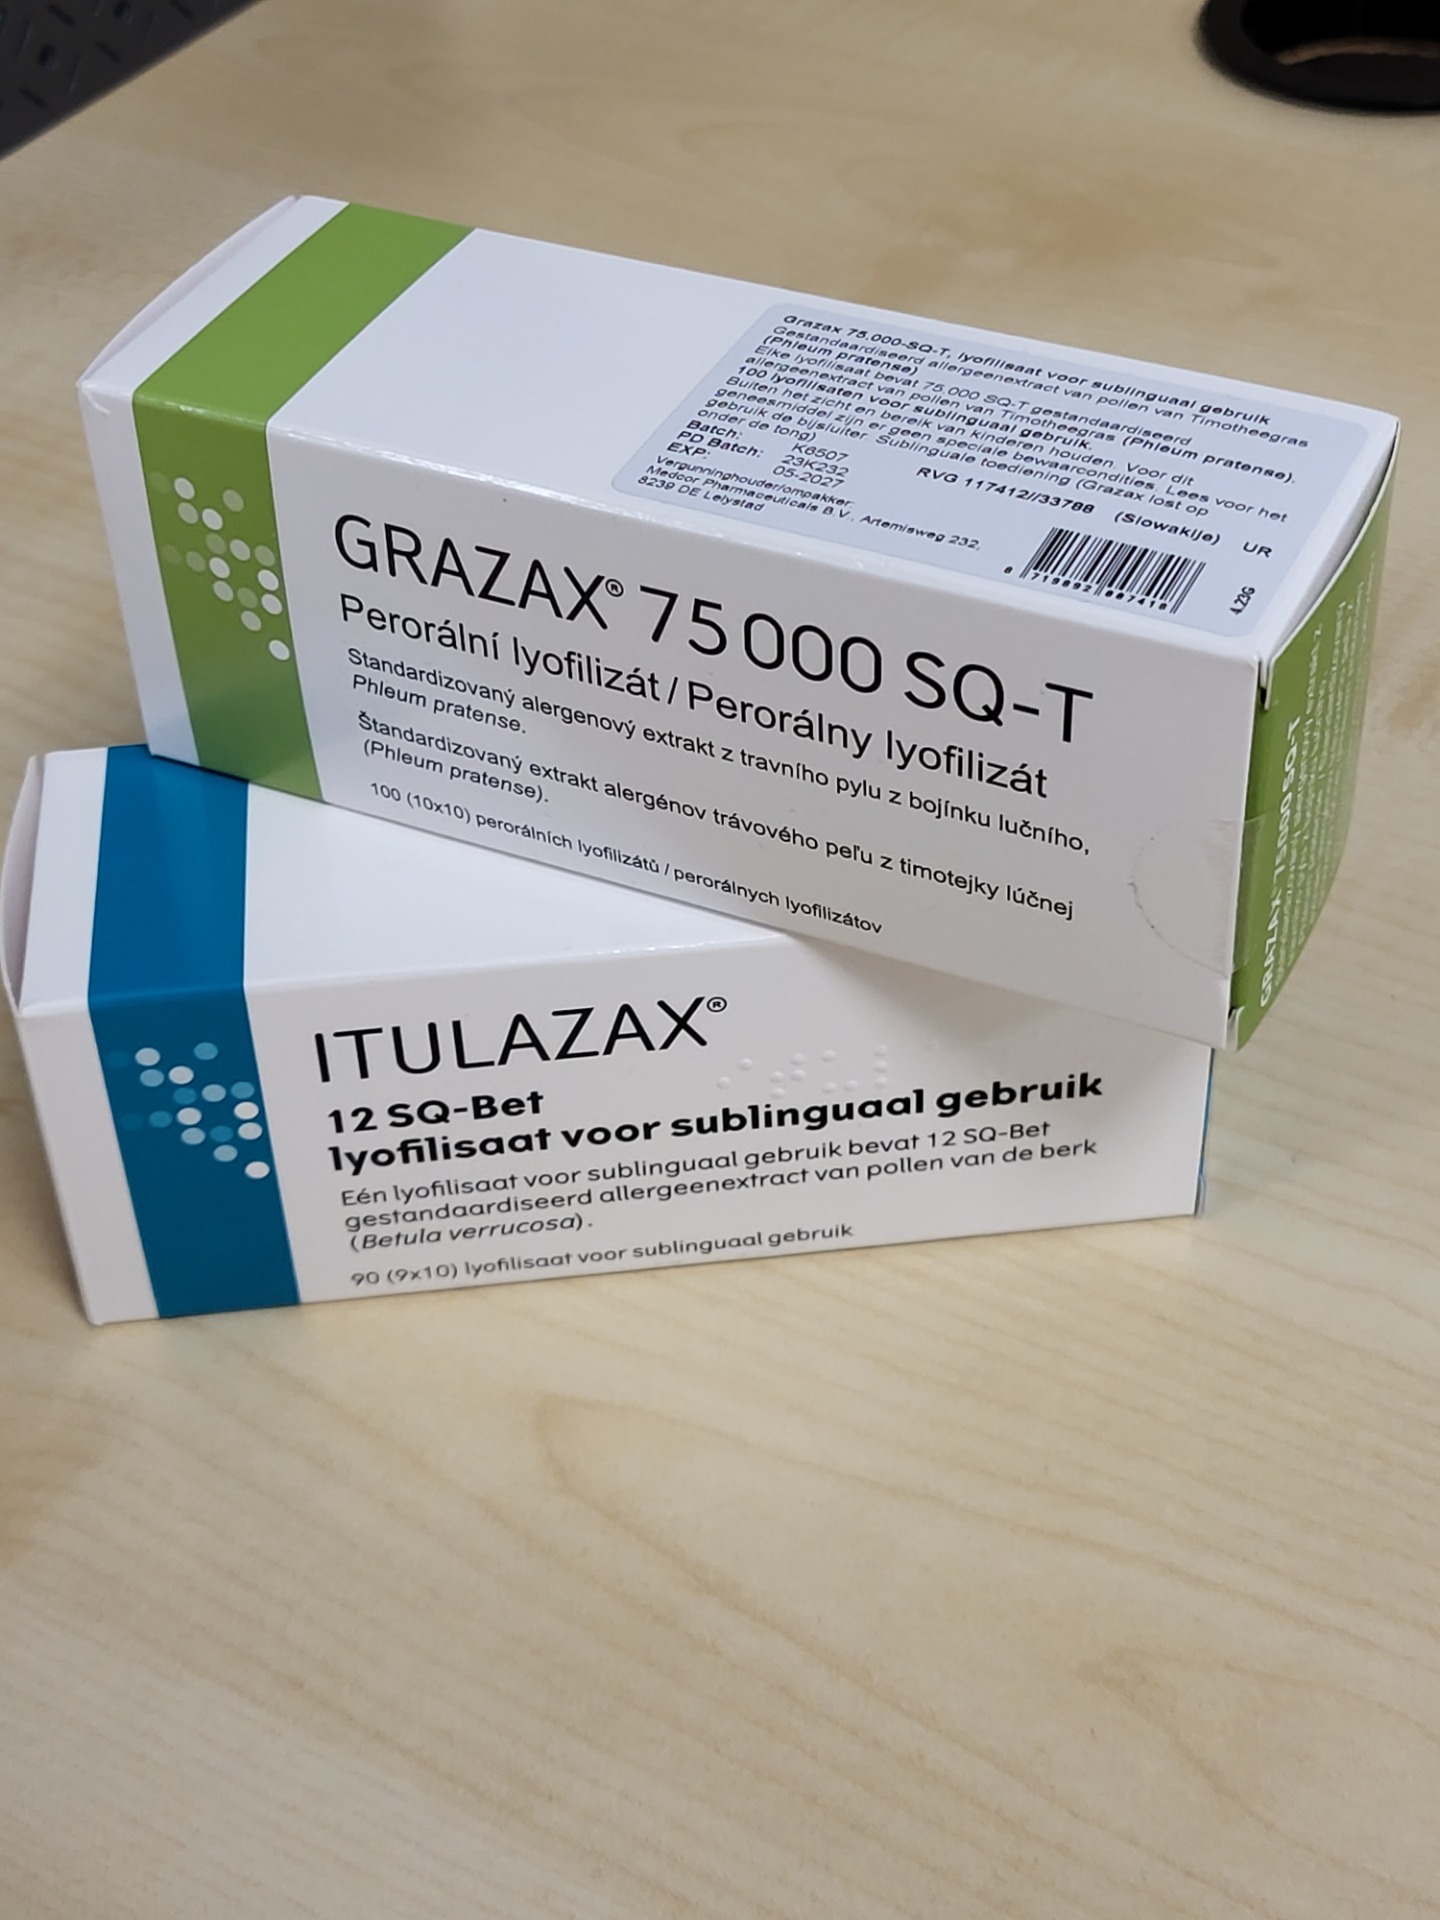 Grazax 75.000-SQ-T, lyofilisaat voor sublinguaal gebruik
Gestandaardiseerd allergeenextract van pollen van Timotheegras
(Phleum pratense)
Elke lyofilisaat bevat 75.000 SQ-T gestandaardiseerd
allergeenextract van pollen van Timotheegras (Phleum pratense).
100 lyofilisaten voor sublinguaal gebruik.
Buiten het zicht en bereik van kinderen houden. Voor dit
geneesmiddel zijn er geen speciale bewaarcondities. Lees voor het
gebruik de bijsluiter. Sublinguale toediening (Grazax lost op
onder de tong)
Batch: K6507
PD Batch: 23K232
EXP: 05-2027
RVG 117412//33788 (Slowakije) UR
Vergunninghouder/ompakker:
Medcor Pharmaceuticals B.V., Artemisweg 232,
8239 DE Lelystad
4.23G
GRAZAX® 75 000 SQ-T
Perorální lyofilizát / Perorálny lyofilizát
Standardizovaný alergenový extrakt z travního pylu z bojínku lučního,
Phleum pratense.
Štandardizovaný extrakt alergénov trávového peľu z timotejky lúčnej
(Phleum pratense).
100 (10x10) perorálních lyofilizátů / perorálnych lyofilizátov
GRAZAX® 75 000 SQ-T
ITULAZAX®
12 SQ-Bet
lyofilisaat voor sublinguaal gebruik
Eén lyofilisaat voor sublinguaal gebruik bevat 12 SQ-Bet
gestandaardiseerd allergeenextract van pollen van de berk
(Betula verrucosa).
90 (9x10) lyofilisaat voor sublinguaal gebruik